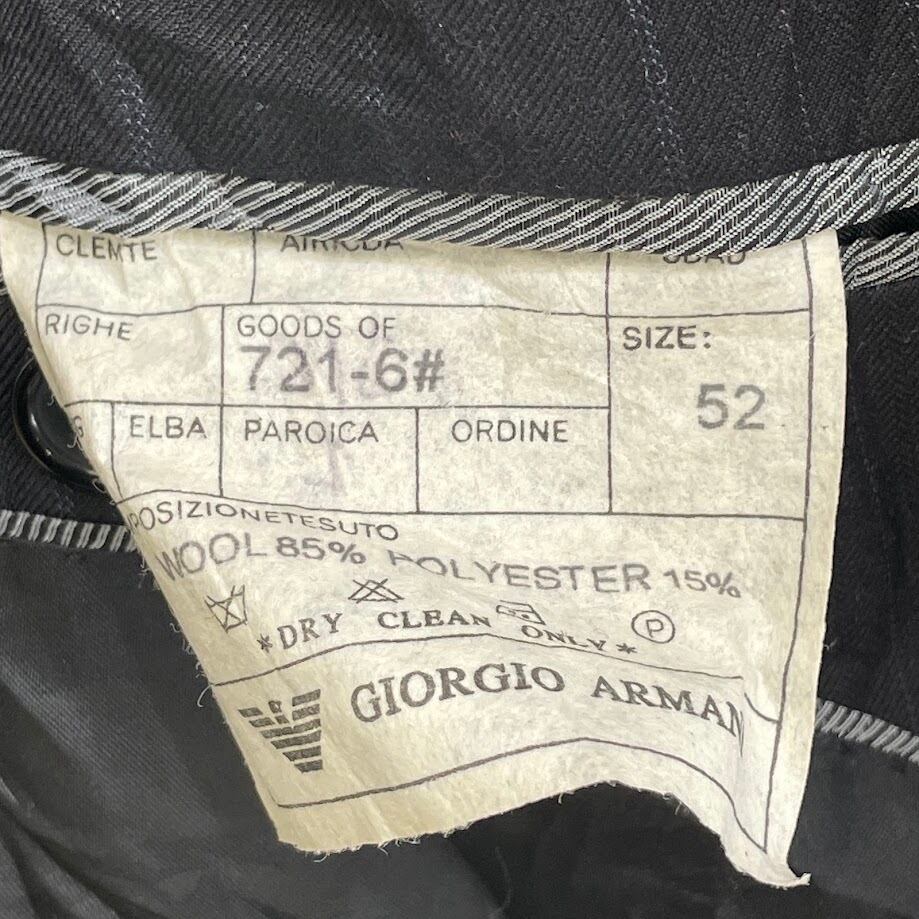 CLEMTE
RIGHE
GOODS OF
721-6#
SIZE:
52
ELBA
PAROICA
ORDINE
POSIZIONETESUTO
WOOL 85% POLYESTER 15%
P
*DRY CLEAN ONLY*
GIORGIO ARMAN